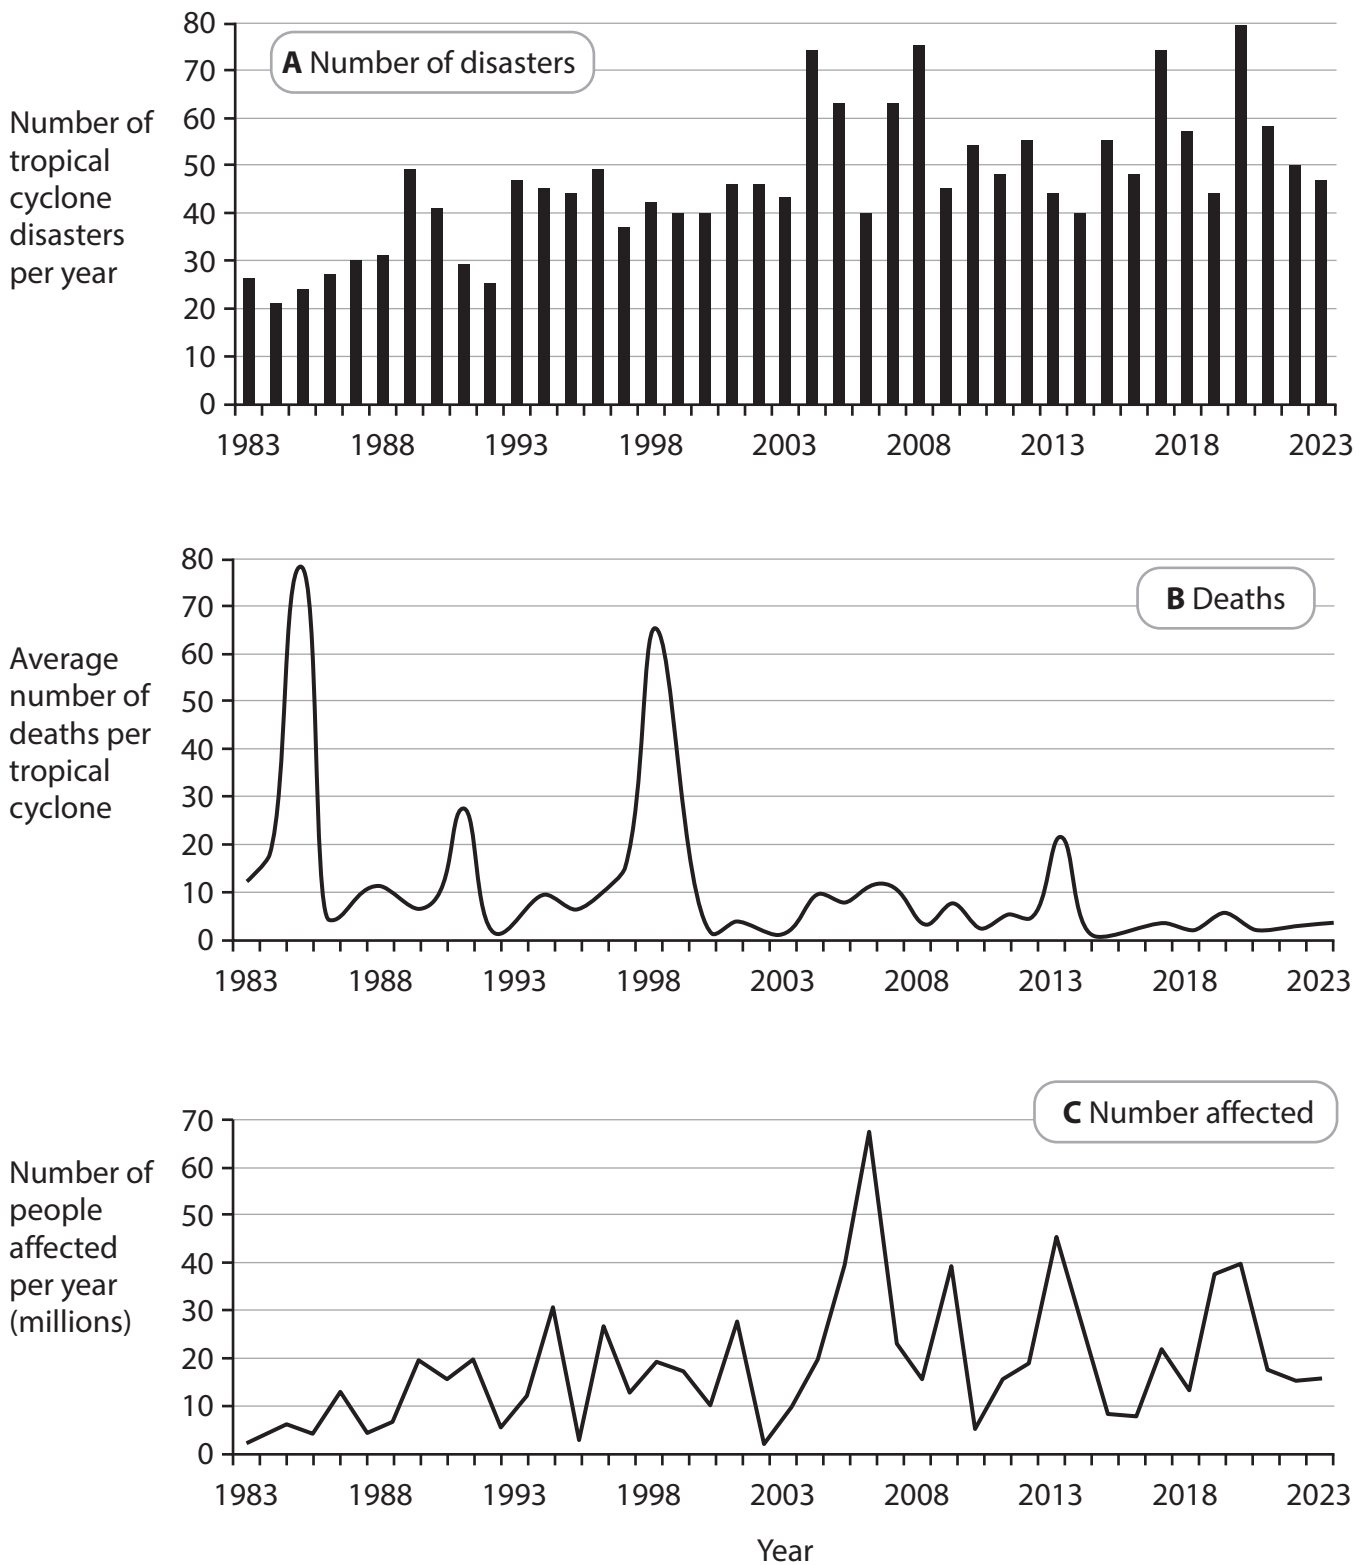 80
A Number of disasters
70
Number of
tropical
cyclone
disasters
per year
60
50
40
30
20
10
0
1983 1988 1993 1998 2003 2008 2013 2018 2023
80
B Deaths
70
Average
number of
deaths per
tropical
cyclone
60
50
40
30
20
10
0
1983 1988 1993 1998 2003 2008 2013 2018 2023
C Number affected
70
Number of
people
affected
per year
(millions)
60
50
40
30
20
10
0
1983 1988 1993 1998 2003 2008 2013 2018 2023
Year